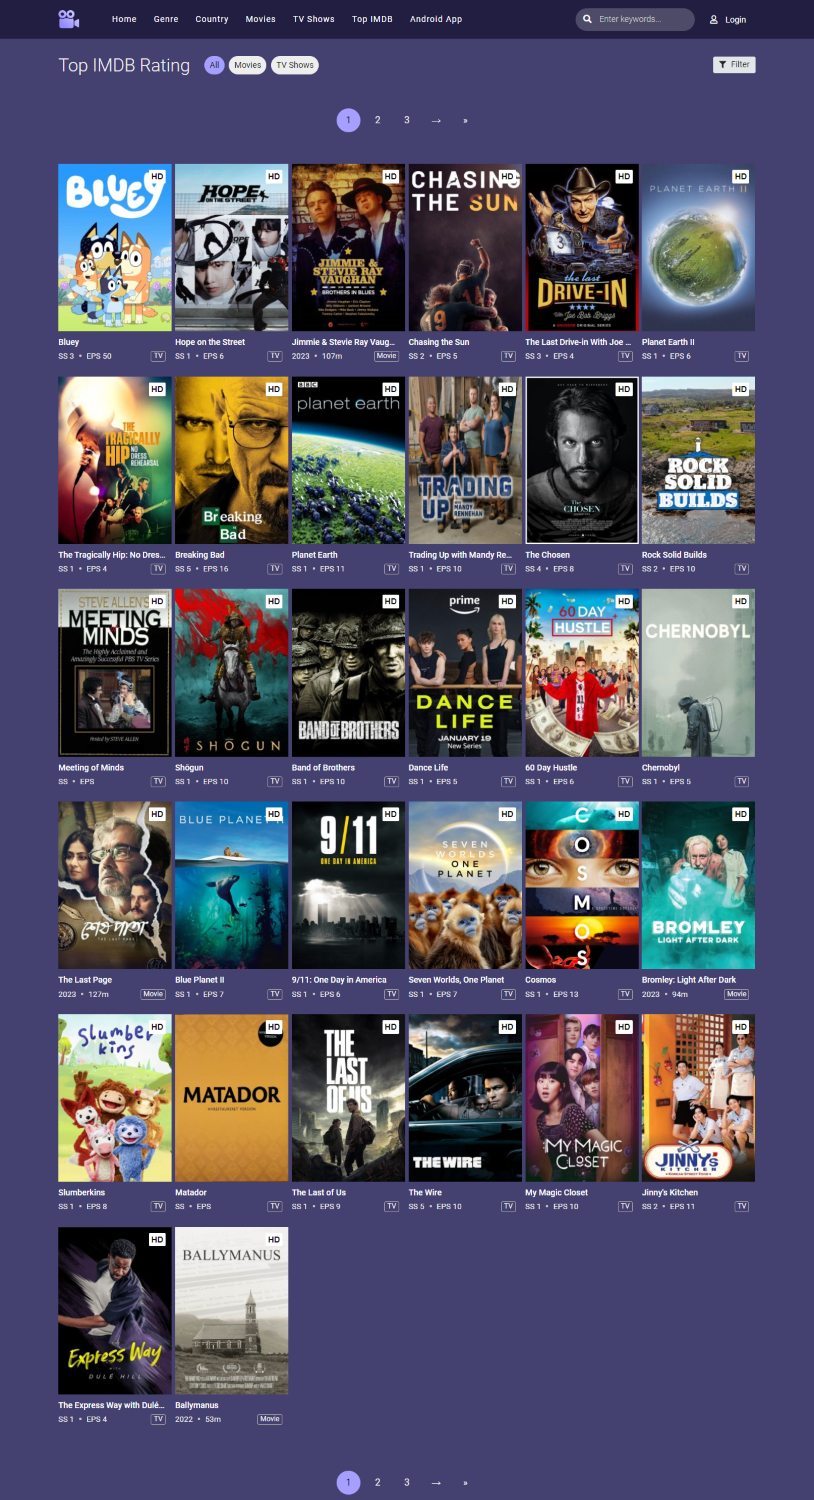 Home Genre Country Movies TV Shows Top IMDB Android App Enter keywords... Login
Top IMDB Rating All Movies TV Shows Filter
1 2 3 → »
HD HD HD HD HD HD
BLUEY
HOPE
ON THE STREET
HOPE
JIMMIE &
STEVIE RAY
VAUGHAN
BROTHERS IN BLUES
CHASING
THE SUN
19
3
the last
DRIVE-IN
With Joe Bob Briggs
PLANET EARTH II
Bluey Hope on the Street Jimmie & Stevie Ray Vaug... Chasing the Sun The Last Drive-in With Joe ... Planet Earth II
SS 3 • EPS 50 TV SS 1 • EPS 6 TV 2023 • 107m Movie SS 2 • EPS 5 TV SS 3 • EPS 4 TV SS 1 • EPS 6 TV
HD HD HD HD HD HD
THE
TRAGICALLY
HIP NO
DRESS
REHEARSAL
Breaking
Bad
BBC
planet earth
TRADING
UP WITH
MANDY
RENNEHAN
The
CHOSEN
ROCK
SOLID
BUILDS
The Tragically Hip: No Dres... Breaking Bad Planet Earth Trading Up with Mandy Re... The Chosen Rock Solid Builds
SS 1 • EPS 4 TV SS 5 • EPS 16 TV SS 1 • EPS 11 TV SS 1 • EPS 10 TV SS 4 • EPS 8 TV SS 2 • EPS 10 TV
HD HD HD HD HD HD
STEVE ALLEN'S
MEETING
OF
MINDS
The Highly Acclaimed and
Amazingly Successful PBS TV Series
Hosted by STEVE ALLEN
SHŌGUN
BAND OF BROTHERS
prime
DANCE
LIFE
JANUARY 19
New Series
60 DAY
HUSTLE
CHERNOBYL
Meeting of Minds Shōgun Band of Brothers Dance Life 60 Day Hustle Chernobyl
SS • EPS TV SS 1 • EPS 10 TV SS 1 • EPS 10 TV SS 1 • EPS 5 TV SS 1 • EPS 6 TV SS 1 • EPS 5 TV
HD HD HD HD HD HD
শেষ পাতা
THE LAST PAGE
BLUE PLANET II
9/11
ONE DAY IN AMERICA
SEVEN
WORLDS
ONE
PLANET
COSMOS
A SPACETIME ODYSSEY
BROMLEY
LIGHT AFTER DARK
The Last Page Blue Planet II 9/11: One Day in America Seven Worlds, One Planet Cosmos Bromley: Light After Dark
2023 • 127m Movie SS 1 • EPS 7 TV SS 1 • EPS 6 TV SS 1 • EPS 7 TV SS 1 • EPS 13 TV 2023 • 94m Movie
HD HD HD HD HD HD
Slumber
kins
MATADOR
THE
LAST
OF US
THE WIRE
MY MAGIC
CLOSET
JINNY's
KITCHEN
Slumberkins Matador The Last of Us The Wire My Magic Closet Jinny's Kitchen
SS 1 • EPS 8 TV SS • EPS TV SS 1 • EPS 9 TV SS 5 • EPS 10 TV SS 1 • EPS 10 TV SS 2 • EPS 11 TV
HD HD
Express Way
WITH
DULÉ HILL
BALLYMANUS
The Express Way with Dulé... Ballymanus
SS 1 • EPS 4 TV 2022 • 53m Movie
1 2 3 → »